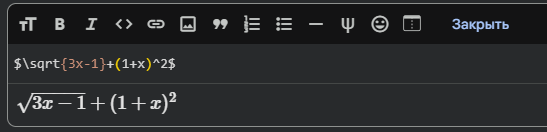 Закрыть
$\sqrt{3x-1}+(1+x)^2$
√3x − 1 + (1 + x)²